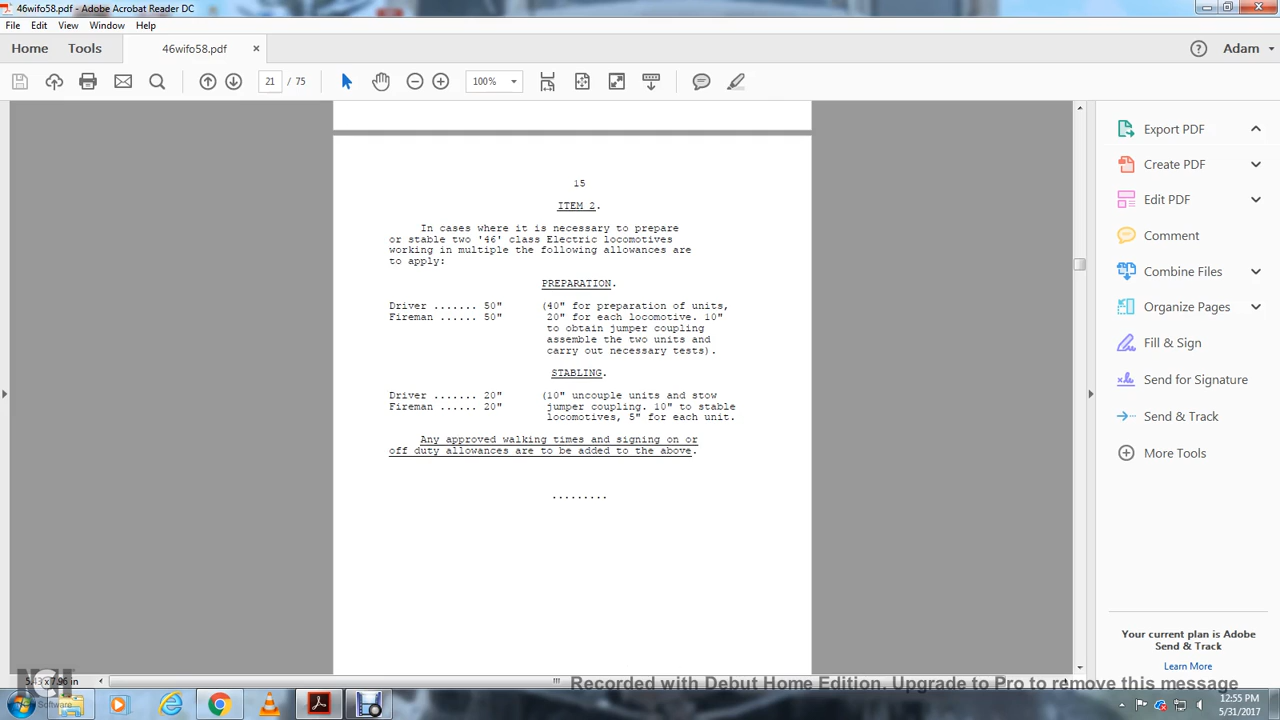 46wifo58.pdf - Adobe Acrobat Reader DC
File Edit View Window Help
Home Tools 46wifo58.pdf × Adam
21 / 75 100%
15
ITEM 2.
In cases where it is necessary to prepare
or stable two '46' class Electric locomotives
working in multiple the following allowances are
to apply:
PREPARATION.
Driver ....... 50" (40" for preparation of units,
Fireman ...... 50" 20" for each locomotive. 10"
to obtain jumper coupling
assemble the two units and
carry out necessary tests).
STABLING.
Driver ....... 20" (10" uncouple units and stow
Fireman ...... 20" jumper coupling. 10" to stable
locomotives, 5" for each unit.
Any approved walking times and signing on or
off duty allowances are to be added to the above.
.........
Export PDF
Create PDF
Edit PDF
Comment
Combine Files
Organize Pages
Fill & Sign
Send for Signature
Send & Track
More Tools
Your current plan is Adobe
Send & Track
Learn More
5.43 x 7.96 in
NCH
Software
Recorded with Debut Home Edition. Upgrade to Pro to remove this message
12:55 PM
5/31/2017